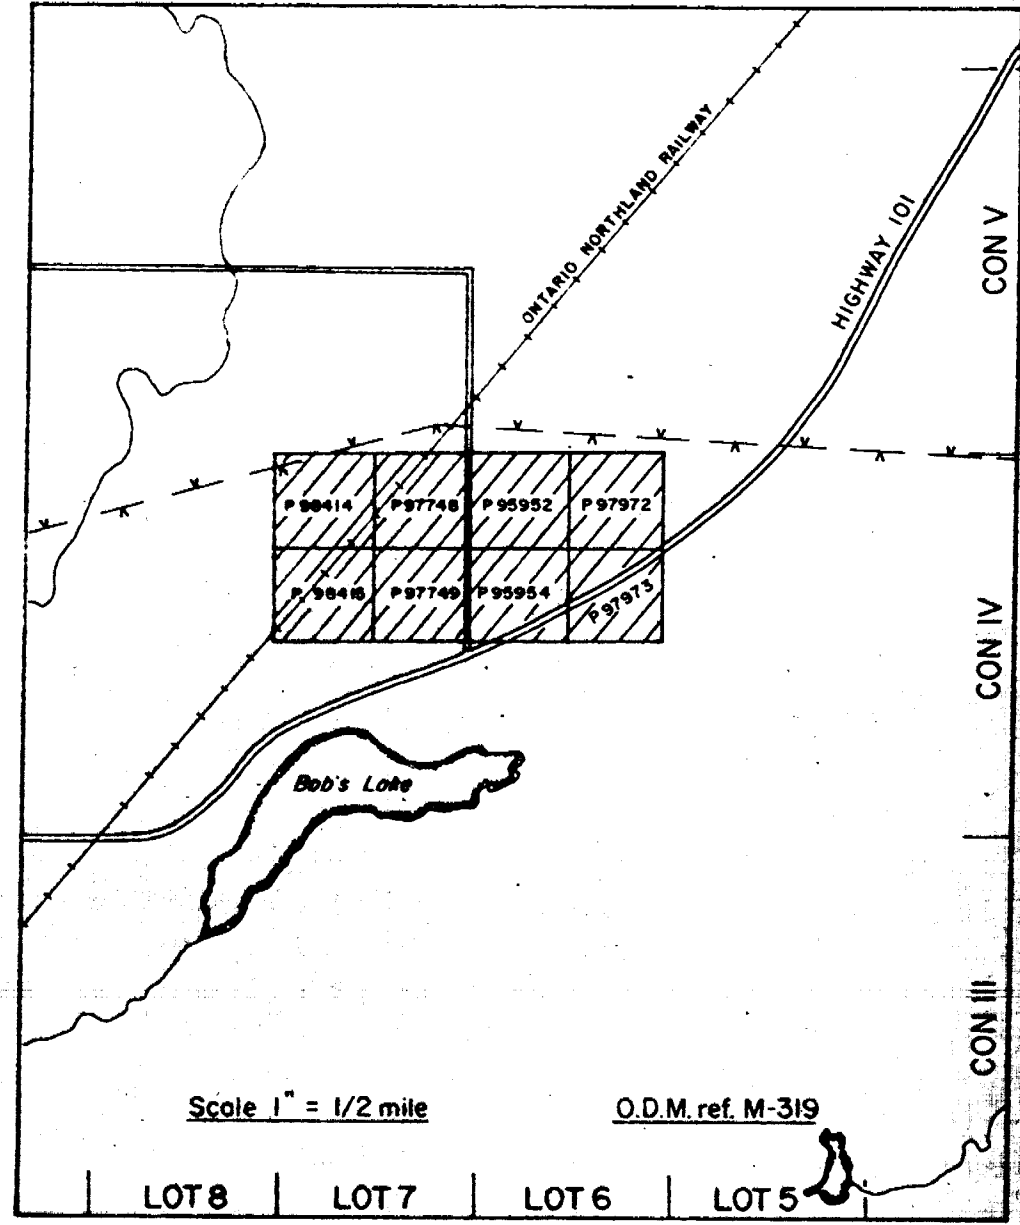 ONTARIO NORTHLAND RAILWAY
HIGHWAY 101
CON V
P 98414
P 97748
P 95952
P 97972
P 98415
P 97749
P 95954
P 97973
CON IV
Bob's Lake
CON III
Scale 1" = 1/2 mile
O.D.M. ref. M-319
LOT 8
LOT 7
LOT 6
LOT 5